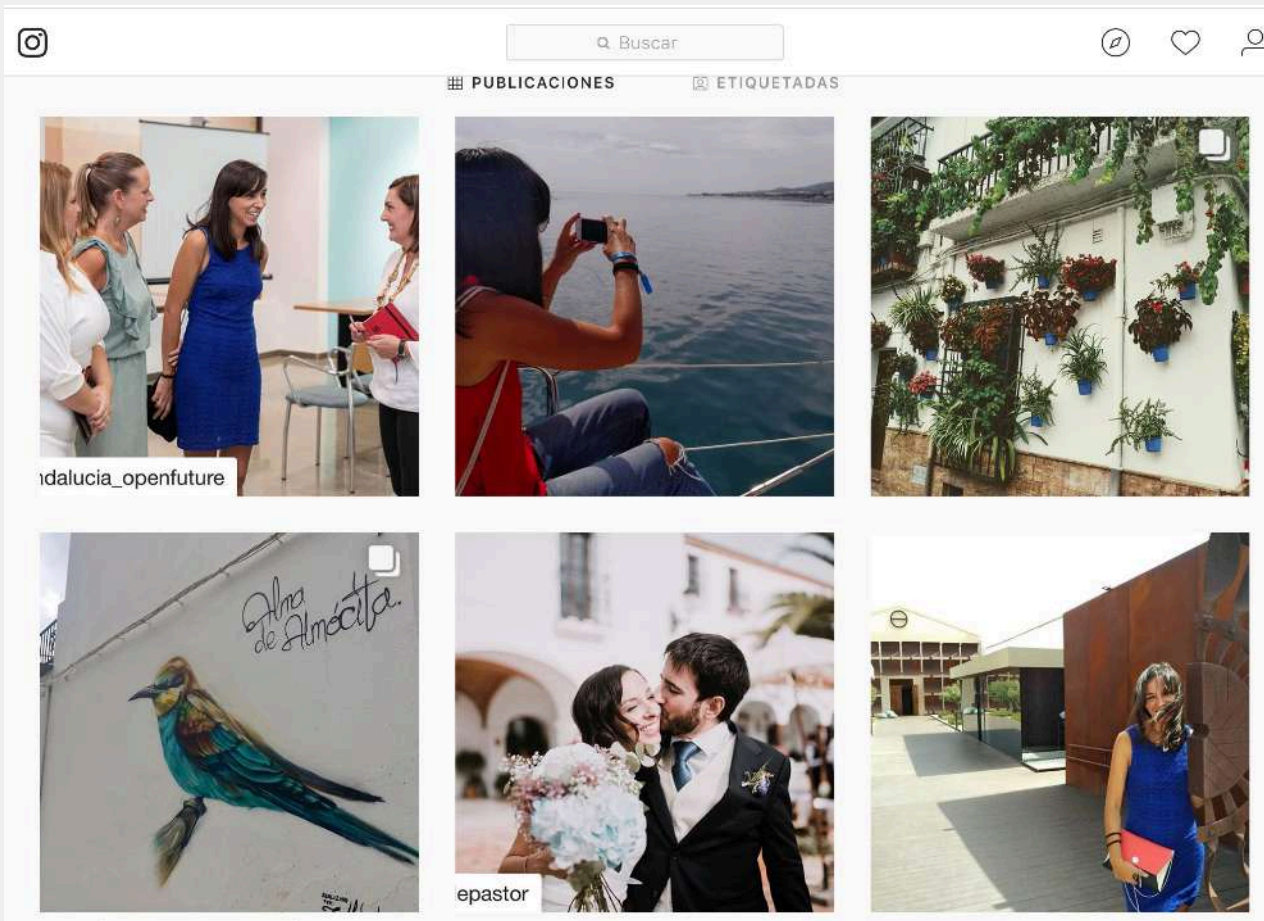 Buscar
PUBLICACIONES
ETIQUETADAS
ndalucia_openfuture
Alma
de Almócita.
epastor